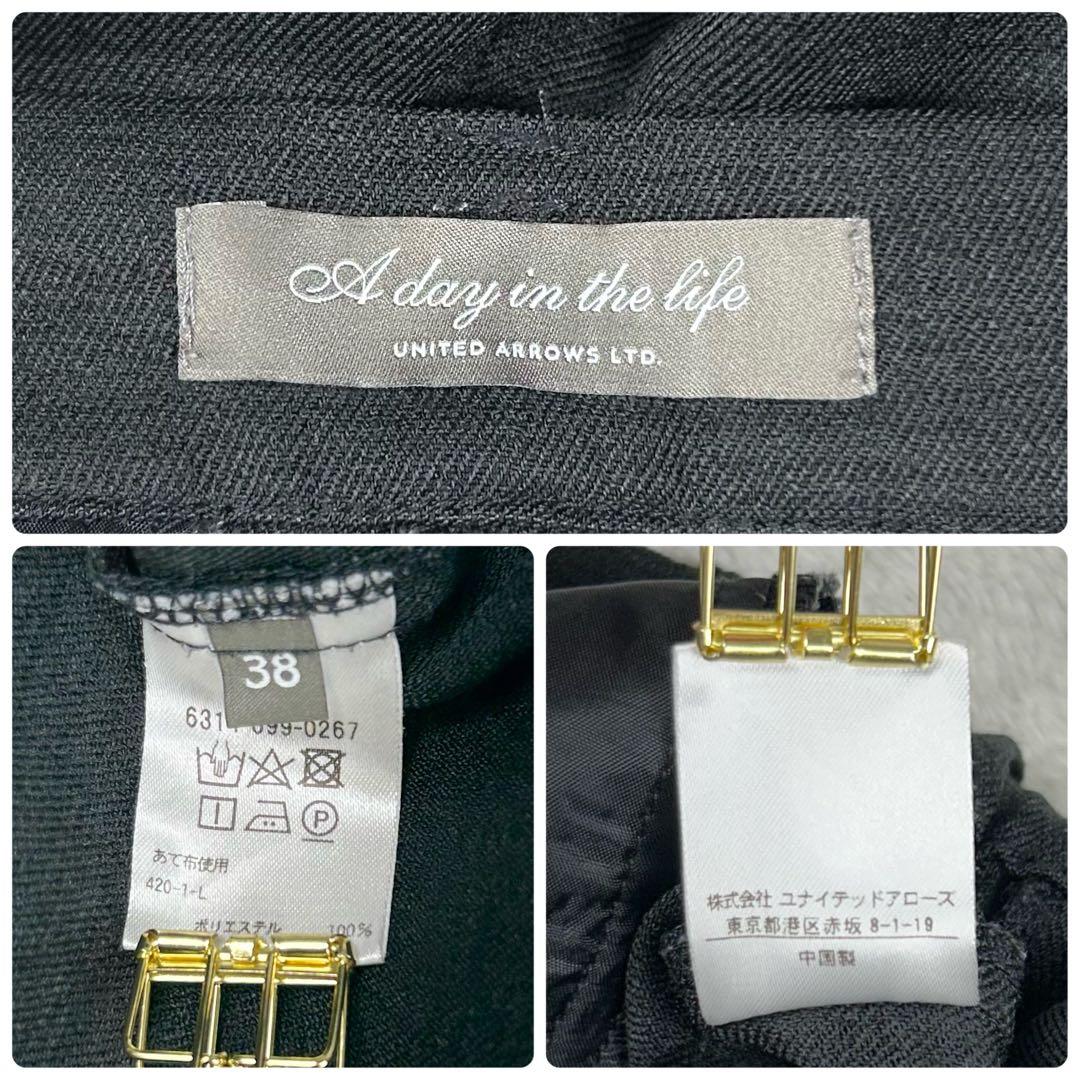 A day in the life
UNITED ARROWS LTD.
38
631 099-0267
P
あて布使用
420-1-L
ポリエステル 100%
株式会社 ユナイテッドアローズ
東京都港区赤坂 8-1-19
中国製